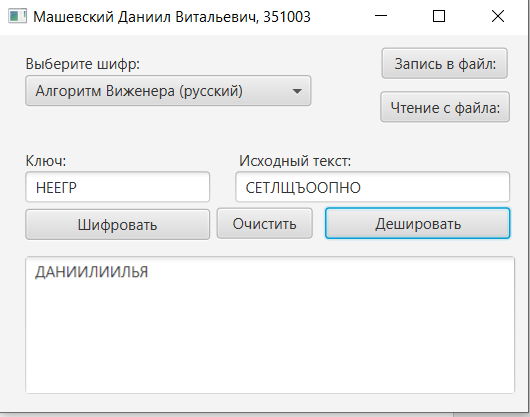 Машевский Даниил Витальевич, 351003
Выберите шифр:
Запись в файл:
Алгоритм Виженера (русский)
Чтение с файла:
Ключ:
Исходный текст:
НЕЕГР
СЕТЛЩЪООПНО
Шифровать
Очистить
Дешировать
ДАНИИЛИИЛЬЯ